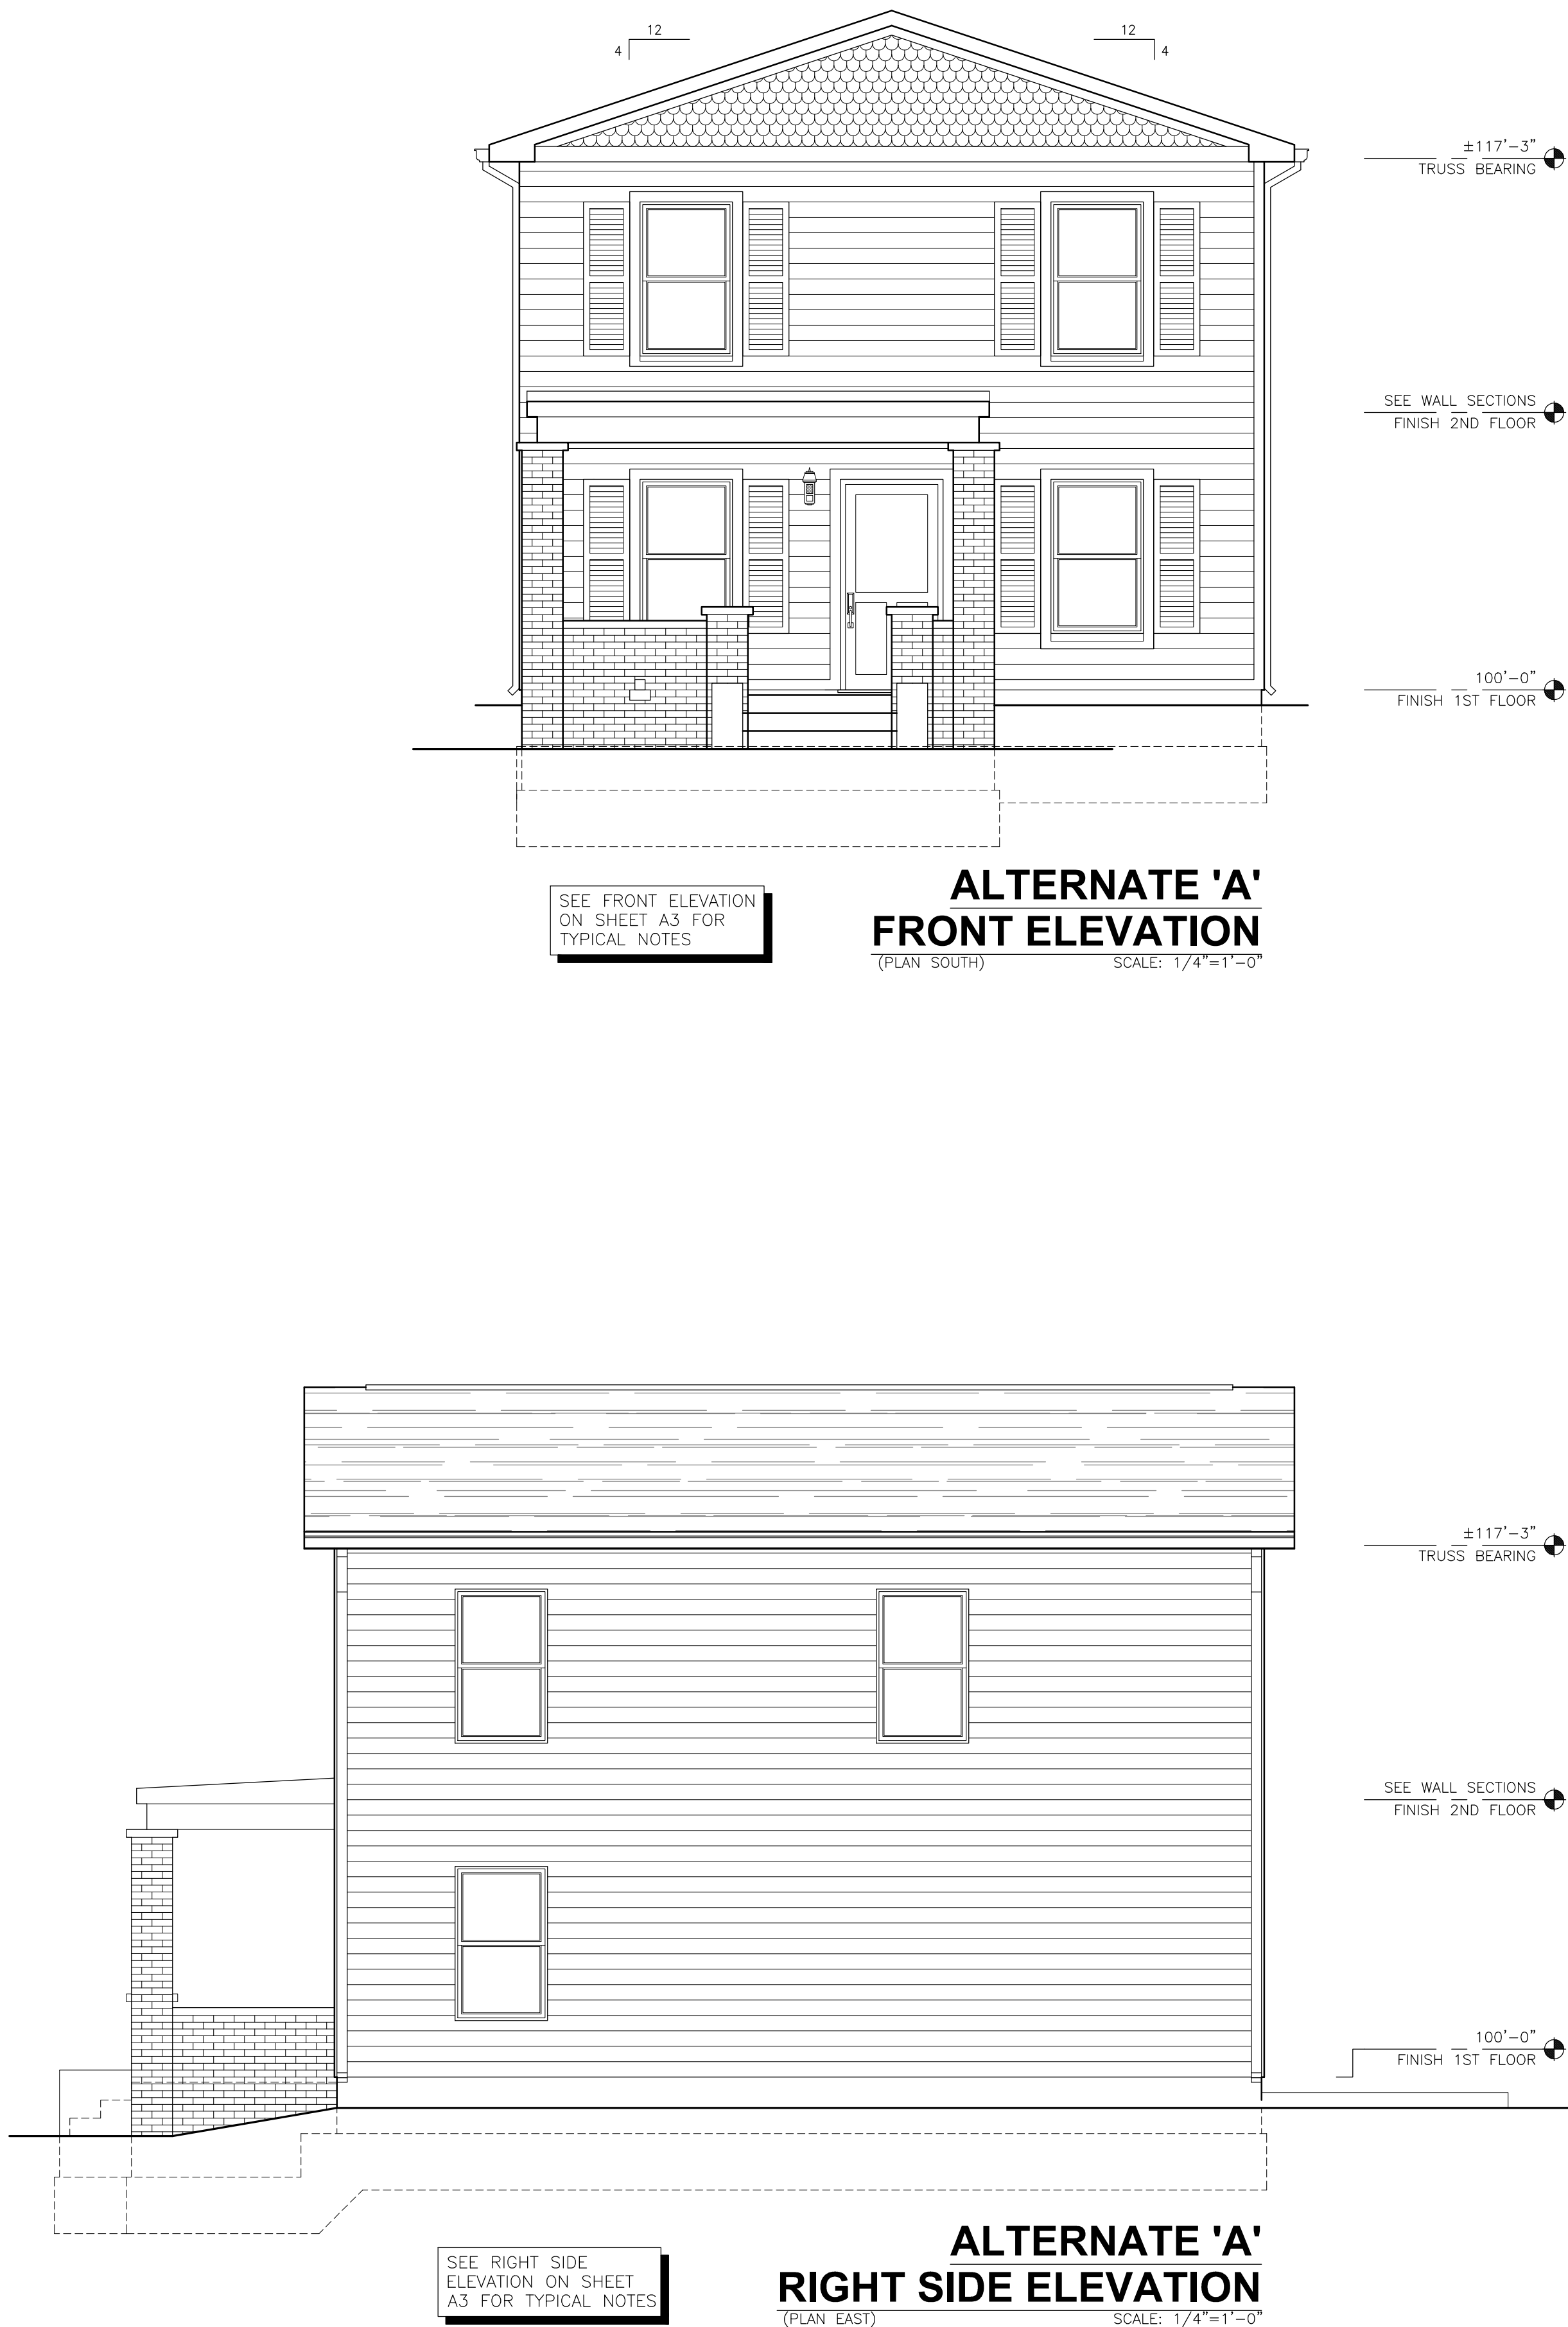 12
4
12
4
±117'-3"
TRUSS BEARING
SEE WALL SECTIONS
FINISH 2ND FLOOR
100'-0"
FINISH 1ST FLOOR
SEE FRONT ELEVATION
ON SHEET A3 FOR
TYPICAL NOTES
ALTERNATE 'A'
FRONT ELEVATION
(PLAN SOUTH) SCALE: 1/4"=1'-0"
±117'-3"
TRUSS BEARING
SEE WALL SECTIONS
FINISH 2ND FLOOR
100'-0"
FINISH 1ST FLOOR
SEE RIGHT SIDE
ELEVATION ON SHEET
A3 FOR TYPICAL NOTES
ALTERNATE 'A'
RIGHT SIDE ELEVATION
(PLAN EAST) SCALE: 1/4"=1'-0"